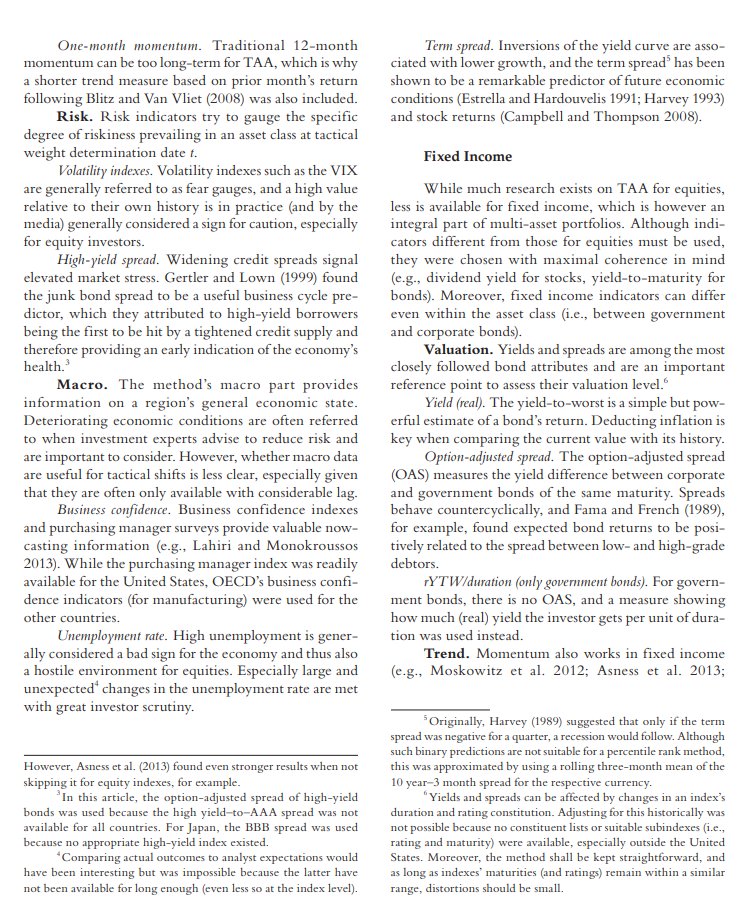 One-month momentum. Traditional 12-month
momentum can be too long-term for TAA, which is why
a shorter trend measure based on prior month's return
following Blitz and Van Vliet (2008) was also included.
Risk. Risk indicators try to gauge the specific
degree of riskiness prevailing in an asset class at tactical
weight determination date t.
Volatility indexes. Volatility indexes such as the VIX
are generally referred to as fear gauges, and a high value
relative to their own history is in practice (and by the
media) generally considered a sign for caution, especially
for equity investors.
High-yield spread. Widening credit spreads signal
elevated market stress. Gertler and Lown (1999) found
the junk bond spread to be a useful business cycle pre-
dictor, which they attributed to high-yield borrowers
being the first to be hit by a tightened credit supply and
therefore providing an early indication of the economy's
health.3
Macro. The method's macro part provides
information on a region's general economic state.
Deteriorating economic conditions are often referred
to when investment experts advise to reduce risk and
are important to consider. However, whether macro data
are useful for tactical shifts is less clear, especially given
that they are often only available with considerable lag.
Business confidence. Business confidence indexes
and purchasing manager surveys provide valuable now-
casting information (e.g., Lahiri and Monokroussos
2013). While the purchasing manager index was readily
available for the United States, OECD's business confi-
dence indicators (for manufacturing) were used for the
other countries.
Unemployment rate. High unemployment is gener-
ally considered a bad sign for the economy and thus also
a hostile environment for equities. Especially large and
unexpected4 changes in the unemployment rate are met
with great investor scrutiny.
However, Asness et al. (2013) found even stronger results when not
skipping it for equity indexes, for example.
3In this article, the option-adjusted spread of high-yield
bonds was used because the high yield–to–AAA spread was not
available for all countries. For Japan, the BBB spread was used
because no appropriate high-yield index existed.
4Comparing actual outcomes to analyst expectations would
have been interesting but was impossible because the latter have
not been available for long enough (even less so at the index level).
Term spread. Inversions of the yield curve are asso-
ciated with lower growth, and the term spread5 has been
shown to be a remarkable predictor of future economic
conditions (Estrella and Hardouvelis 1991; Harvey 1993)
and stock returns (Campbell and Thompson 2008).
Fixed Income
While much research exists on TAA for equities,
less is available for fixed income, which is however an
integral part of multi-asset portfolios. Although indi-
cators different from those for equities must be used,
they were chosen with maximal coherence in mind
(e.g., dividend yield for stocks, yield-to-maturity for
bonds). Moreover, fixed income indicators can differ
even within the asset class (i.e., between government
and corporate bonds).
Valuation. Yields and spreads are among the most
closely followed bond attributes and are an important
reference point to assess their valuation level.6
Yield (real). The yield-to-worst is a simple but pow-
erful estimate of a bond's return. Deducting inflation is
key when comparing the current value with its history.
Option-adjusted spread. The option-adjusted spread
(OAS) measures the yield difference between corporate
and government bonds of the same maturity. Spreads
behave countercyclically, and Fama and French (1989),
for example, found expected bond returns to be posi-
tively related to the spread between low- and high-grade
debtors.
rYTW/duration (only government bonds). For govern-
ment bonds, there is no OAS, and a measure showing
how much (real) yield the investor gets per unit of dura-
tion was used instead.
Trend. Momentum also works in fixed income
(e.g., Moskowitz et al. 2012; Asness et al. 2013;
5Originally, Harvey (1989) suggested that only if the term
spread was negative for a quarter, a recession would follow. Although
such binary predictions are not suitable for a percentile rank method,
this was approximated by using a rolling three-month mean of the
10 year–3 month spread for the respective currency.
6Yields and spreads can be affected by changes in an index's
duration and rating constitution. Adjusting for this historically was
not possible because no constituent lists or suitable subindexes (i.e.,
rating and maturity) were available, especially outside the United
States. Moreover, the method shall be kept straightforward, and
as long as indexes' maturities (and ratings) remain within a similar
range, distortions should be small.